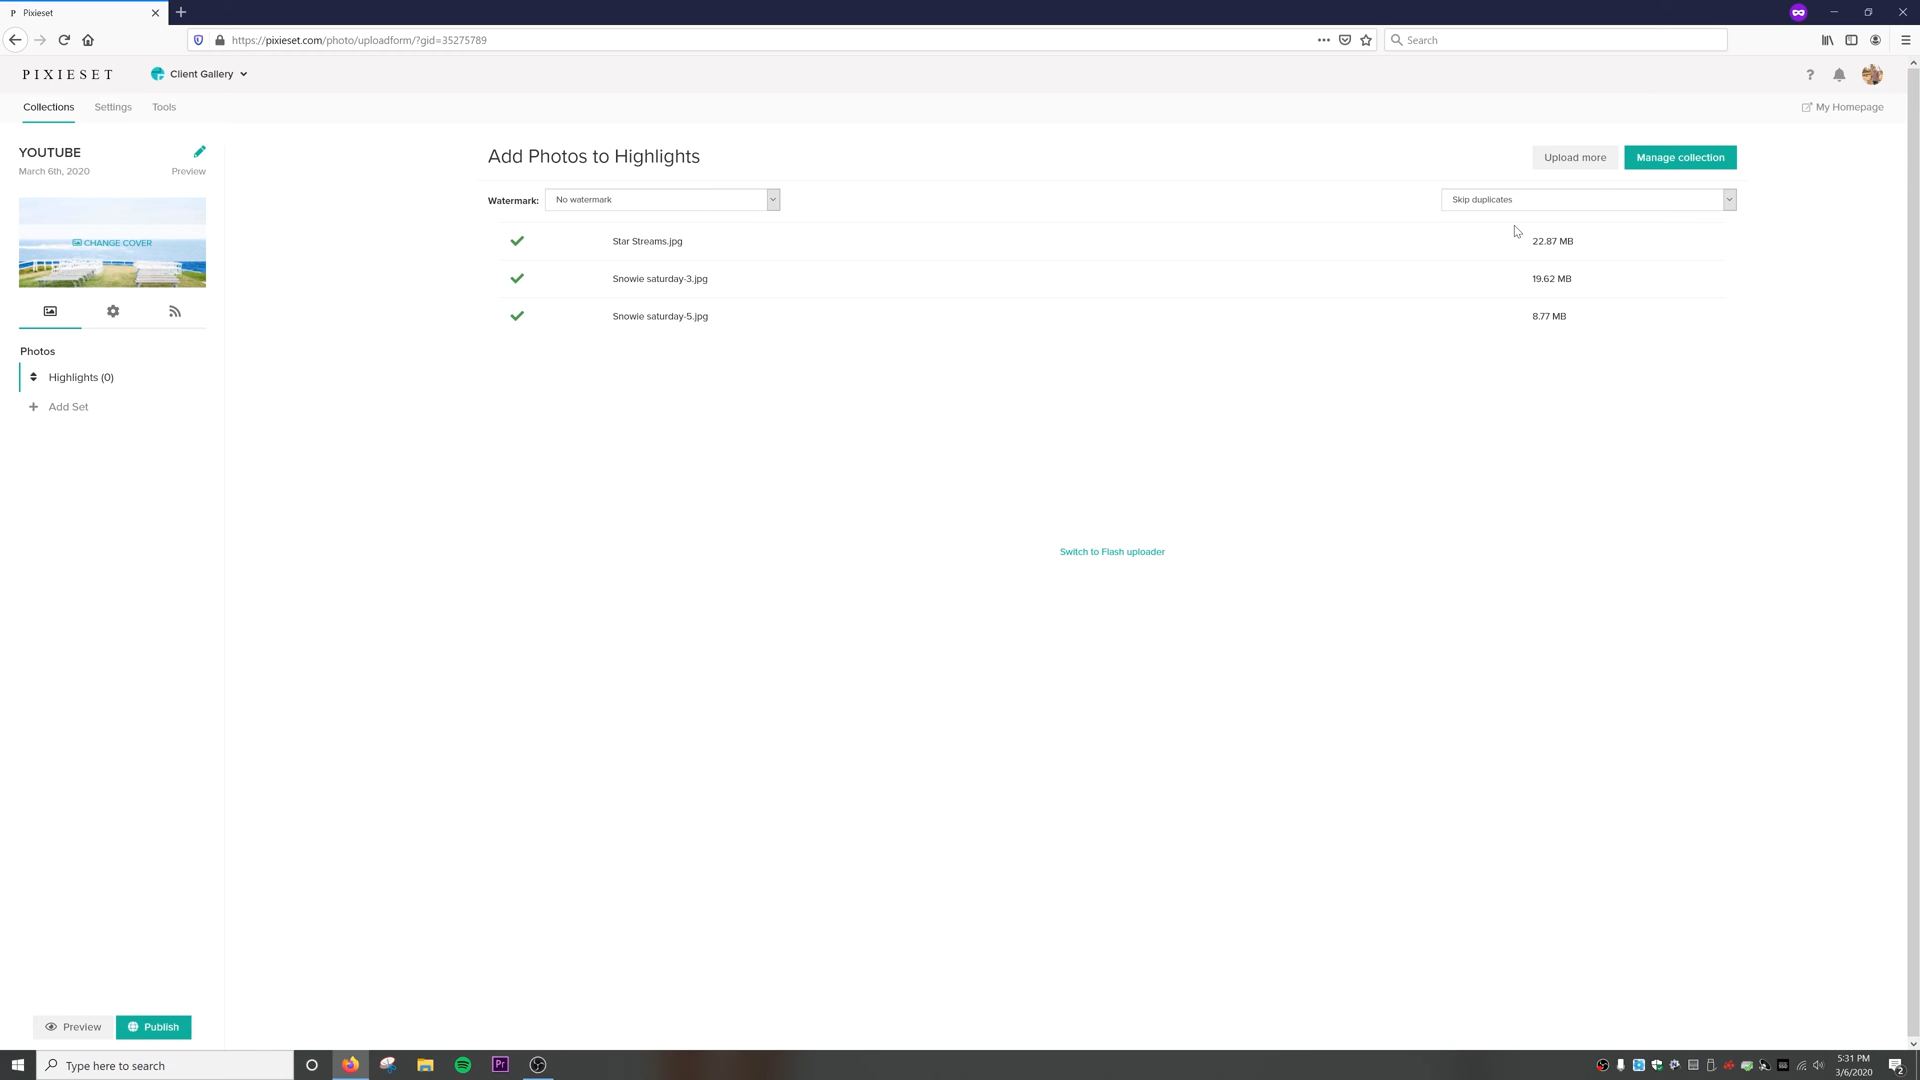 P Pixieset
https://pixieset.com/photo/uploadform/?gid=35275789
Search
PIXIESET
Client Gallery
Collections
Settings
Tools
My Homepage
YOUTUBE
March 6th, 2020
Preview
CHANGE COVER
Photos
Highlights (0)
Add Set
Add Photos to Highlights
Upload more
Manage collection
Watermark:
No watermark
Skip duplicates
Star Streams.jpg
22.87 MB
Snowie saturday-3.jpg
19.62 MB
Snowie saturday-5.jpg
8.77 MB
Switch to Flash uploader
Preview
Publish
Type here to search
Pr
5:31 PM
3/6/2020
2